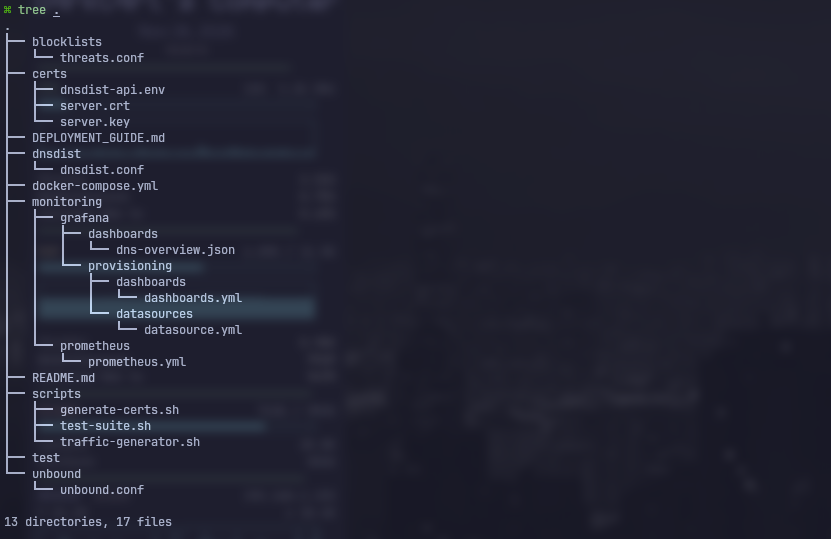 ⌘ tree .
.
├── blocklists
│   └── threats.conf
├── certs
│   ├── dnsdist-api.env
│   ├── server.crt
│   └── server.key
├── DEPLOYMENT_GUIDE.md
├── dnsdist
│   └── dnsdist.conf
├── docker-compose.yml
├── monitoring
│   ├── grafana
│   │   ├── dashboards
│   │   │   └── dns-overview.json
│   │   └── provisioning
│   │       ├── dashboards
│   │       │   └── dashboards.yml
│   │       └── datasources
│   │           └── datasource.yml
│   └── prometheus
│       └── prometheus.yml
├── README.md
├── scripts
│   ├── generate-certs.sh
│   ├── test-suite.sh
│   └── traffic-generator.sh
├── test
└── unbound
    └── unbound.conf
13 directories, 17 files